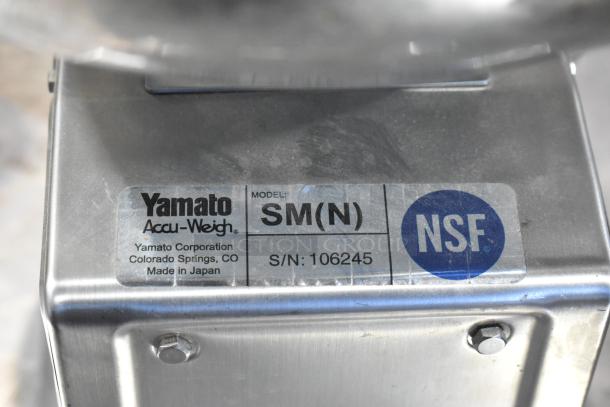 Yamato
Accu-Weigh®
Yamato Corporation
Colorado Springs, CO
Made in Japan
MODEL:
SM(N)
S/N: 106245
NSF®